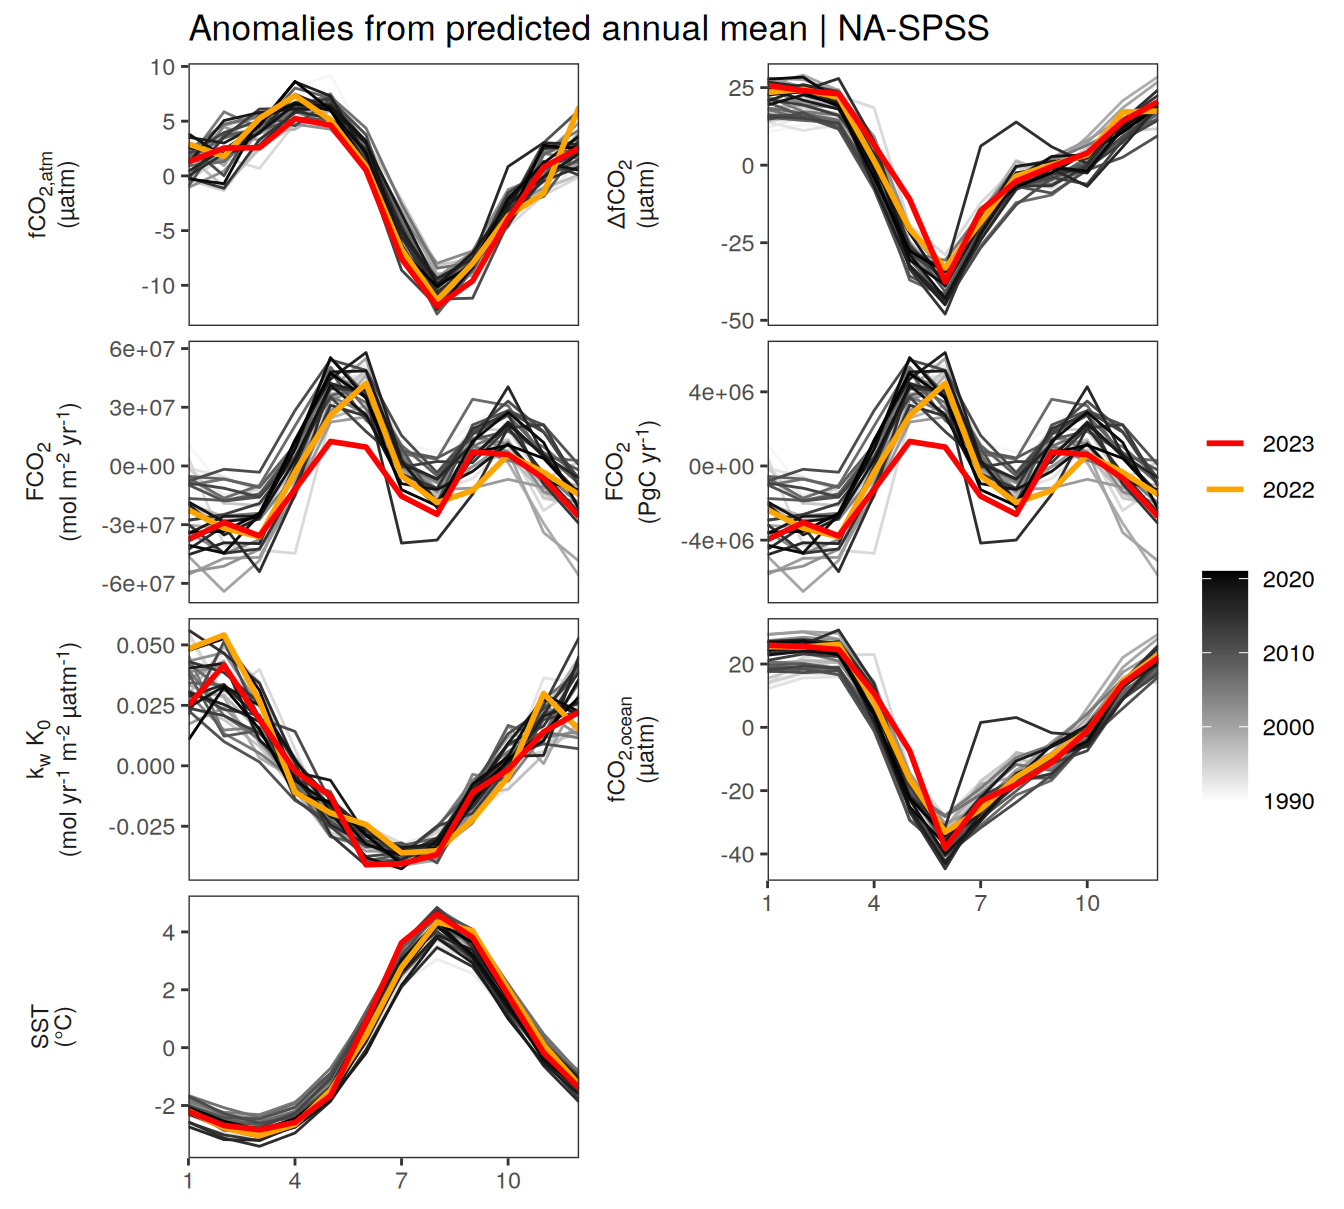 Anomalies from predicted annual mean | NA-SPSS
fCO2,atm
(µatm)
10
5
0
-5
-10
ΔfCO2
(µatm)
25
0
-25
-50
FCO2
(mol m-2 yr-1)
6e+07
3e+07
0e+00
-3e+07
-6e+07
FCO2
(PgC yr-1)
4e+06
0e+00
-4e+06
kw K0
(mol yr-1 m-2 µatm-1)
0.050
0.025
0.000
-0.025
fCO2,ocean
(µatm)
20
0
-20
-40
1 4 7 10
SST
(°C)
4
2
0
-2
1 4 7 10
2023
2022
2020
2010
2000
1990